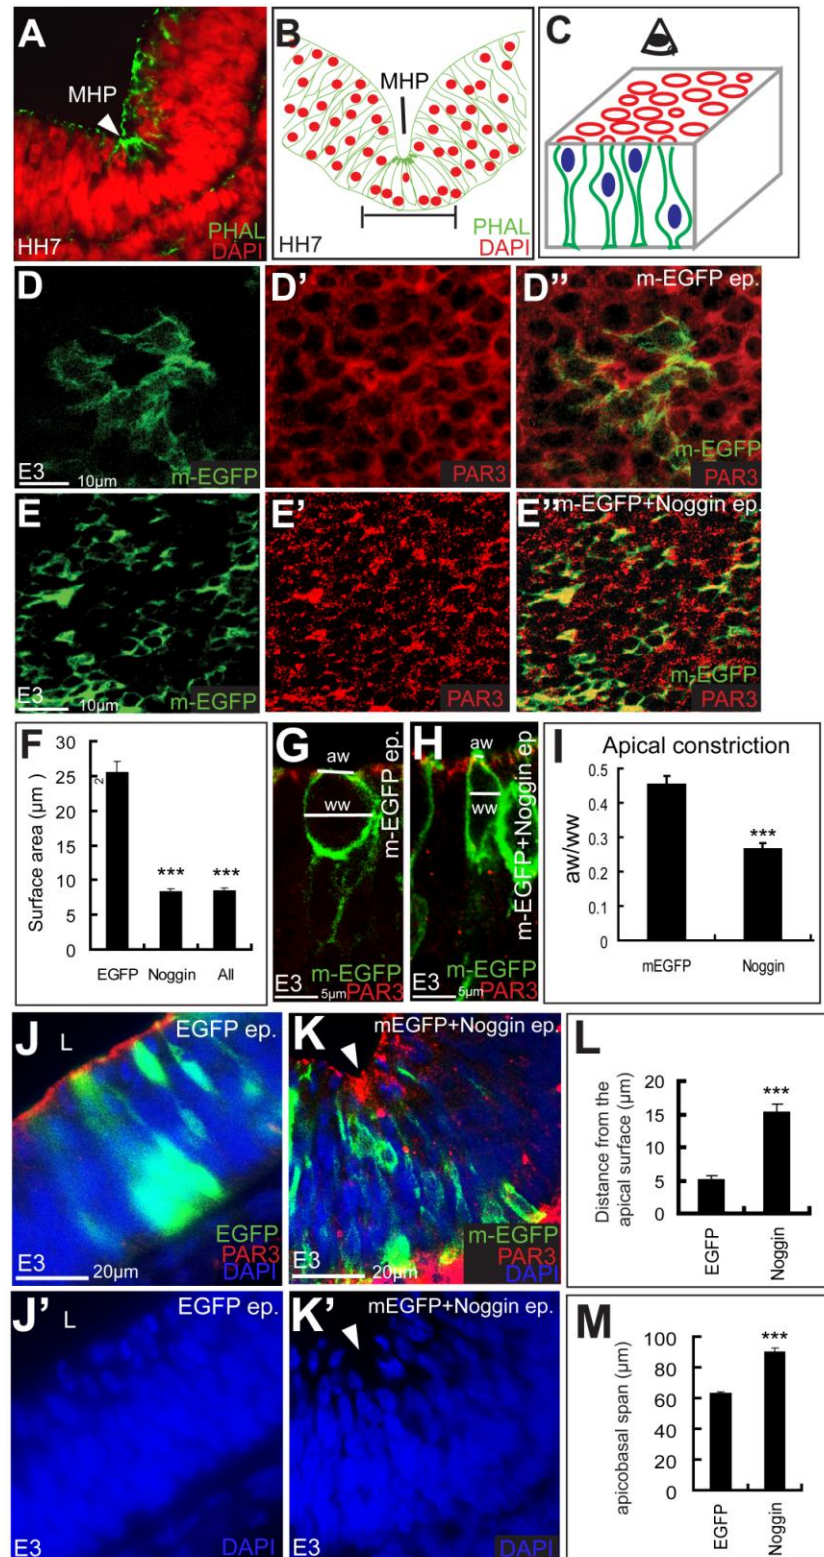 A
MHP
HH7
PHAL
DAPI
B
MHP
HH7
PHAL
DAPI
C
D
E3
10µm
m-EGFP
D'
PAR3
D"
m-EGFP ep.
m-EGFP
PAR3
E
E3
10µm
m-EGFP
E'
PAR3
E"
m-EGFP+Noggin ep.
m-EGFP
PAR3
F
Surface area (µm )
2
30
25
20
15
10
5
0
***
***
EGFP
Noggin
All
G
aw
ww
m-EGFP ep.
m-EGFP
E3
PAR3
5µm
H
aw
ww
m-EGFP+Noggin ep
m-EGFP
E3
PAR3
5µm
I
Apical constriction
aw/ww
0.5
0.4
0.3
0.2
0.1
***
mEGFP
Noggin
J
L
EGFP ep.
EGFP
PAR3
DAPI
E3
20µm
K
mEGFP+Noggin ep.
m-EGFP
PAR3
DAPI
E3
20µm
L
Distance from the
apical surface (µm)
20
15
10
5
0
***
EGFP
Noggin
J'
L
EGFP ep.
E3
DAPI
K'
mEGFP+Noggin ep.
E3
DAPI
M
apicobasal span (µm)
100
80
60
40
20
0
***
EGFP
Noggin